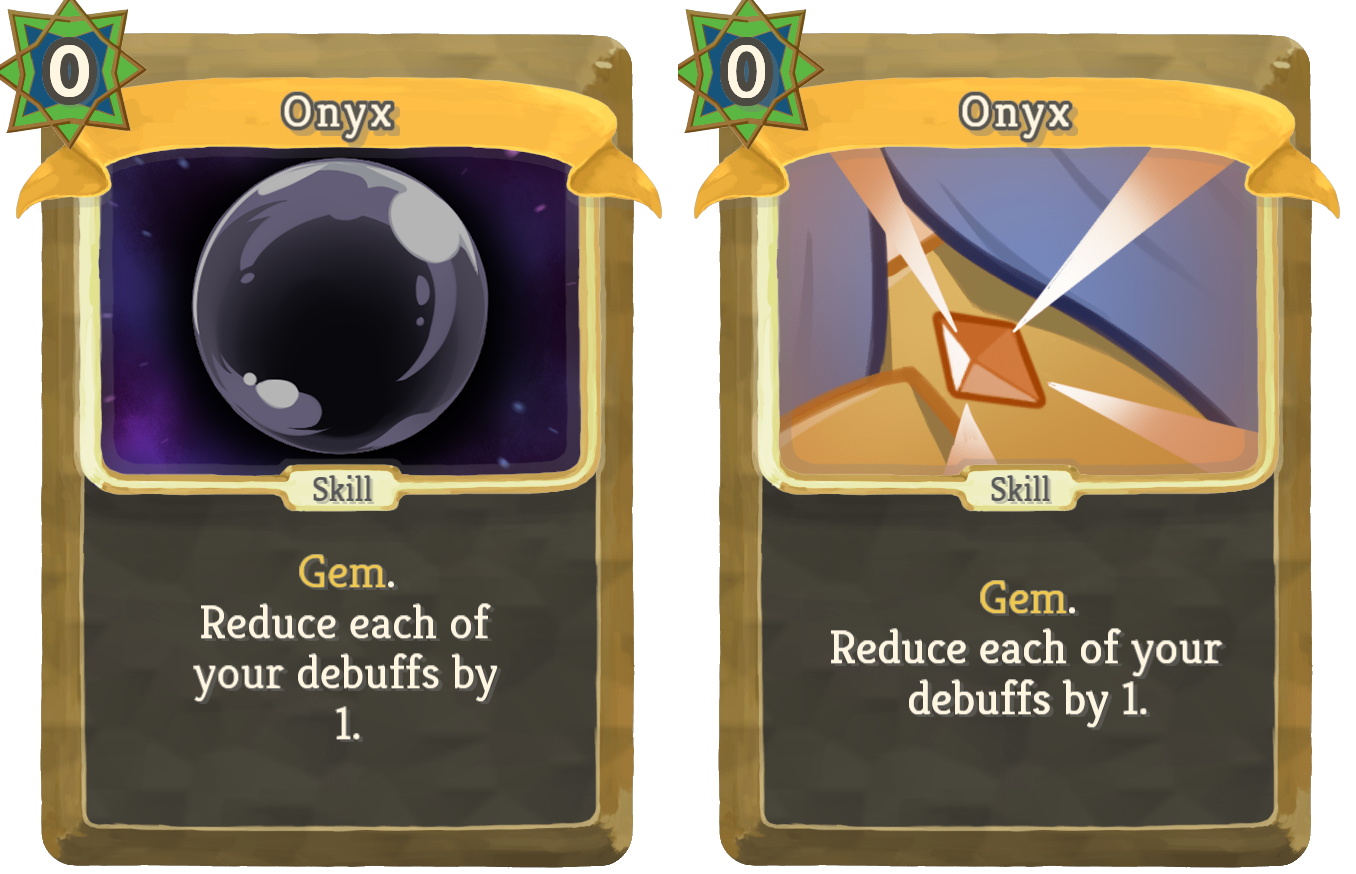 0
Onyx
Skill
Gem.
Reduce each of
your debuffs by
1.
0
Onyx
Skill
Gem.
Reduce each of your
debuffs by 1.